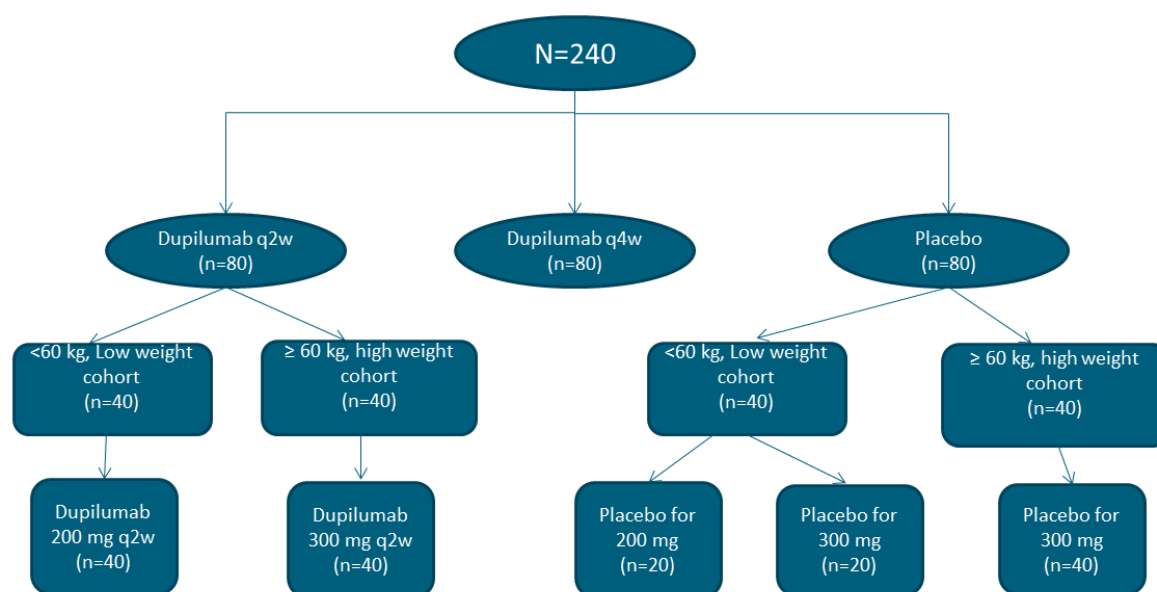 N=240
Dupilumab q2w
(n=80)
Dupilumab q4w
(n=80)
Placebo
(n=80)
<60 kg, Low weight
cohort
(n=40)
≥ 60 kg, high weight
cohort
(n=40)
<60 kg, Low weight
cohort
(n=40)
≥ 60 kg, high weight
cohort
(n=40)
Dupilumab
200 mg q2w
(n=40)
Dupilumab
300 mg q2w
(n=40)
Placebo for
200 mg
(n=20)
Placebo for
300 mg
(n=20)
Placebo for
300 mg
(n=40)